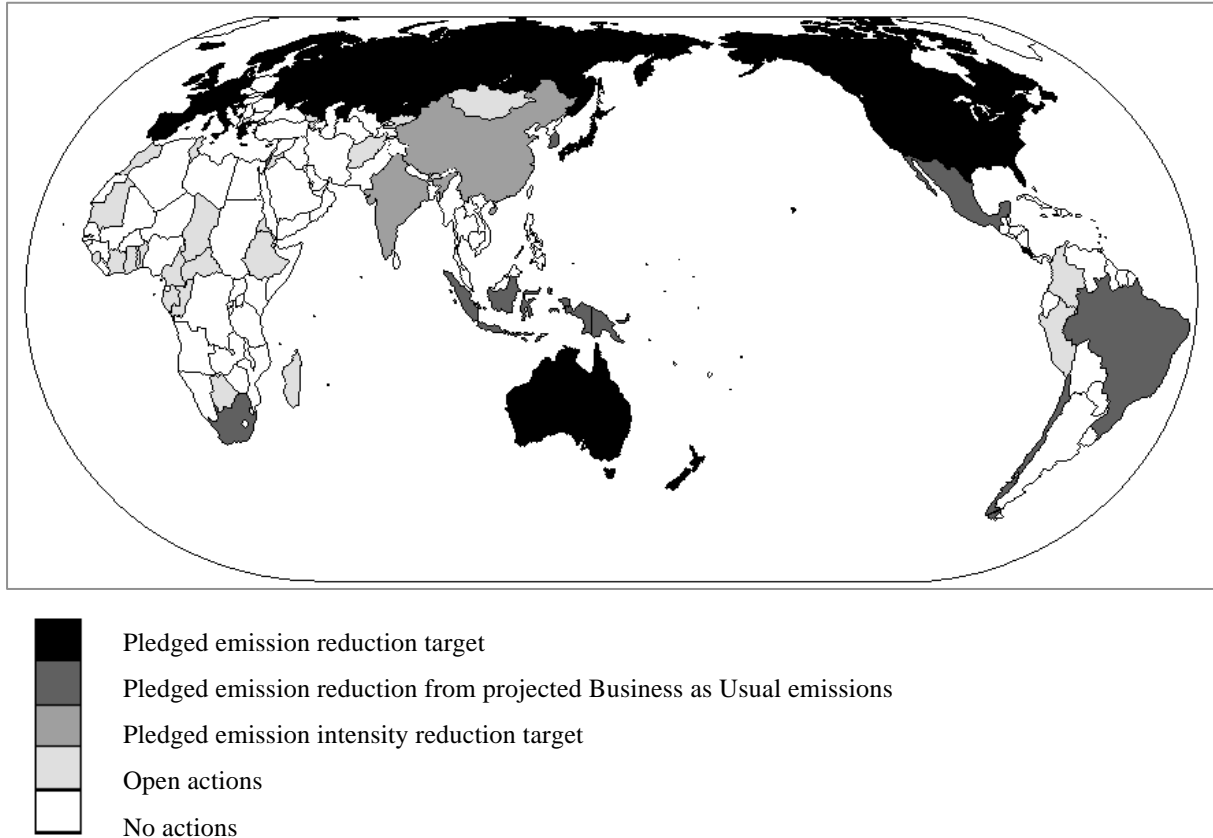 Pledged emission reduction target
Pledged emission reduction from projected Business as Usual emissions
Pledged emission intensity reduction target
Open actions
No actions